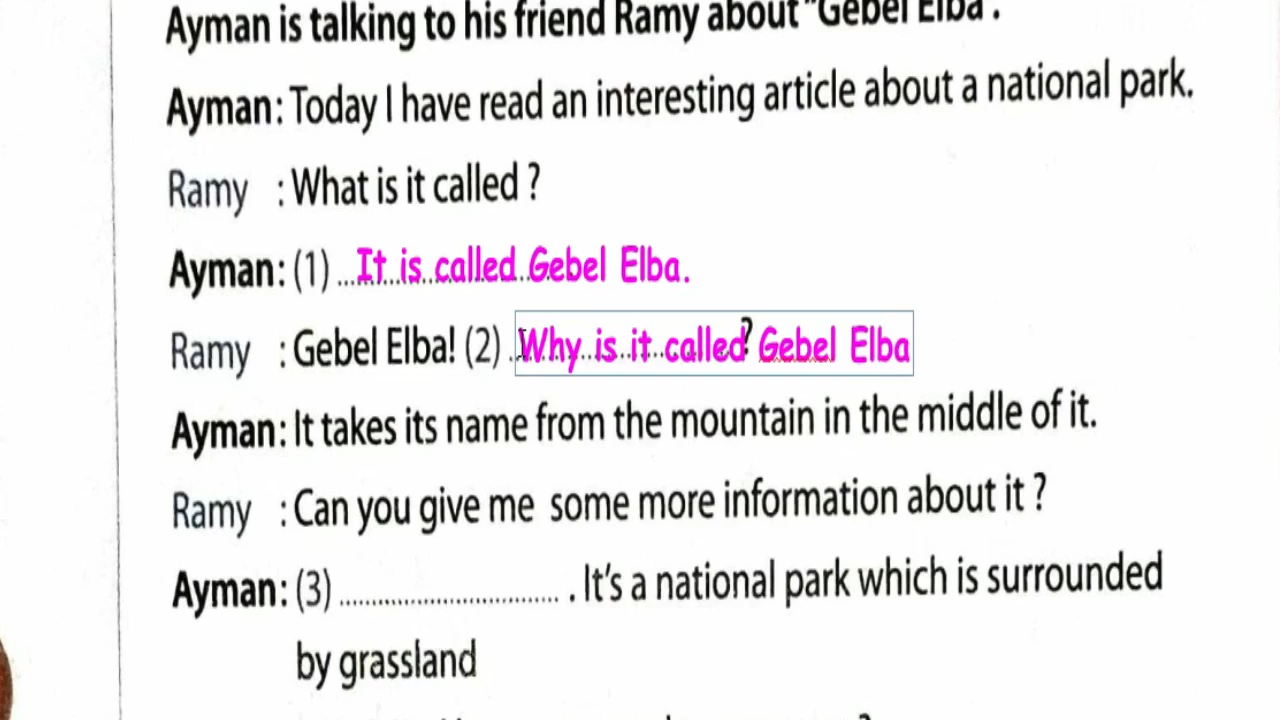 Ayman is talking to his friend Ramy about "Gebel Elba".
Ayman: Today I have read an interesting article about a national park.
Ramy : What is it called ?
Ayman: (1) ...It is called Gebel Elba.
Ramy : Gebel Elba! (2) Why is it called ? Gebel Elba
Ayman: It takes its name from the mountain in the middle of it.
Ramy : Can you give me some more information about it ?
Ayman: (3) .................................. . It's a national park which is surrounded
by grassland